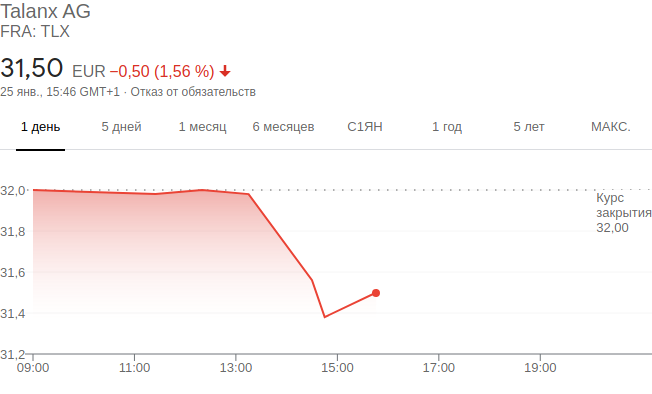 Talanx AG
FRA: TLX
31,50 EUR −0,50 (1,56 %)
25 янв., 15:46 GMT+1 · Отказ от обязательств
1 день 5 дней 1 месяц 6 месяцев С1ЯН 1 год 5 лет МАКС.
32,0
Курс
закрытия
32,00
31,8
31,6
31,4
31,2
09:00 11:00 13:00 15:00 17:00 19:00